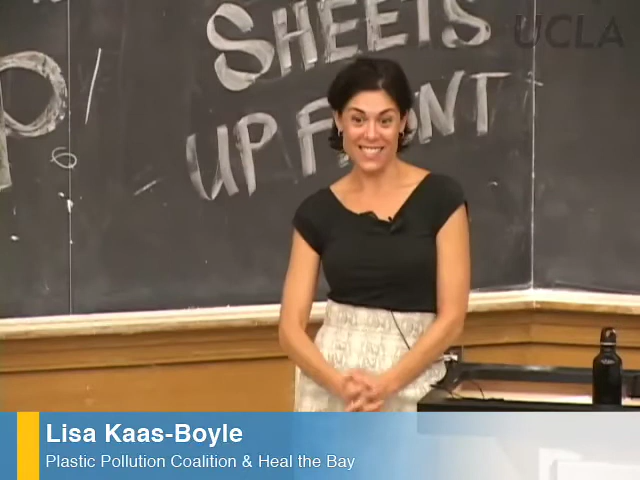 SHEETS
UCLA
P!
UP FRONT
Lisa Kaas-Boyle
Plastic Pollution Coalition & Heal the Bay